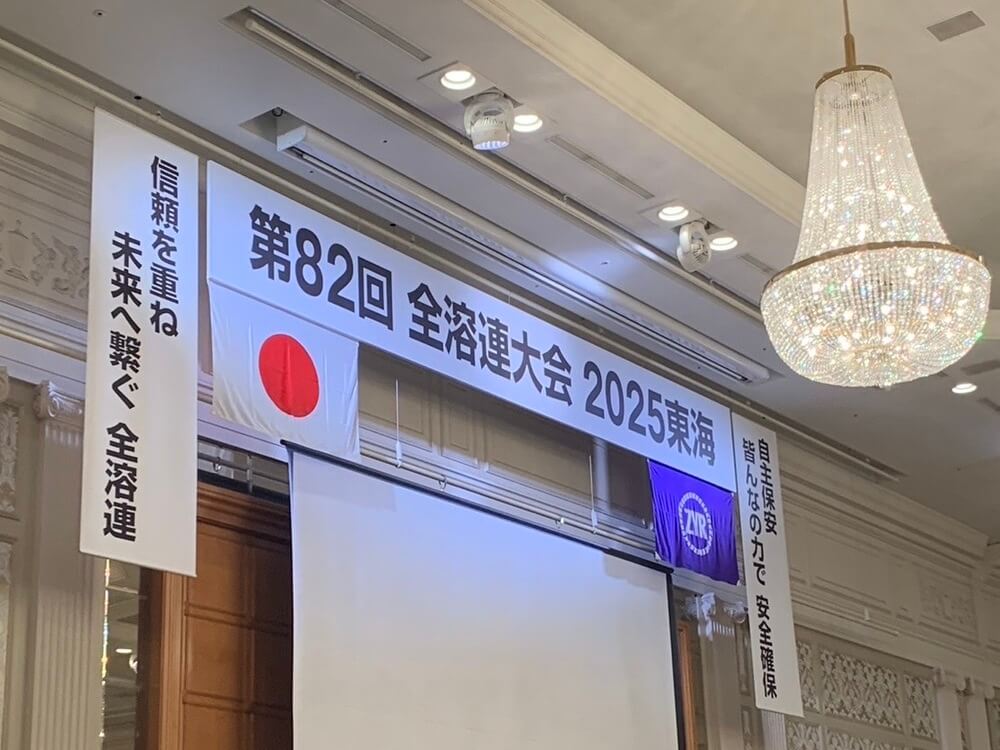 第82回 全溶連大会 2025東海
信頼を重ね
未来へ繋ぐ 全溶連
自主保安
皆んなの力で 安全確保
ZYR